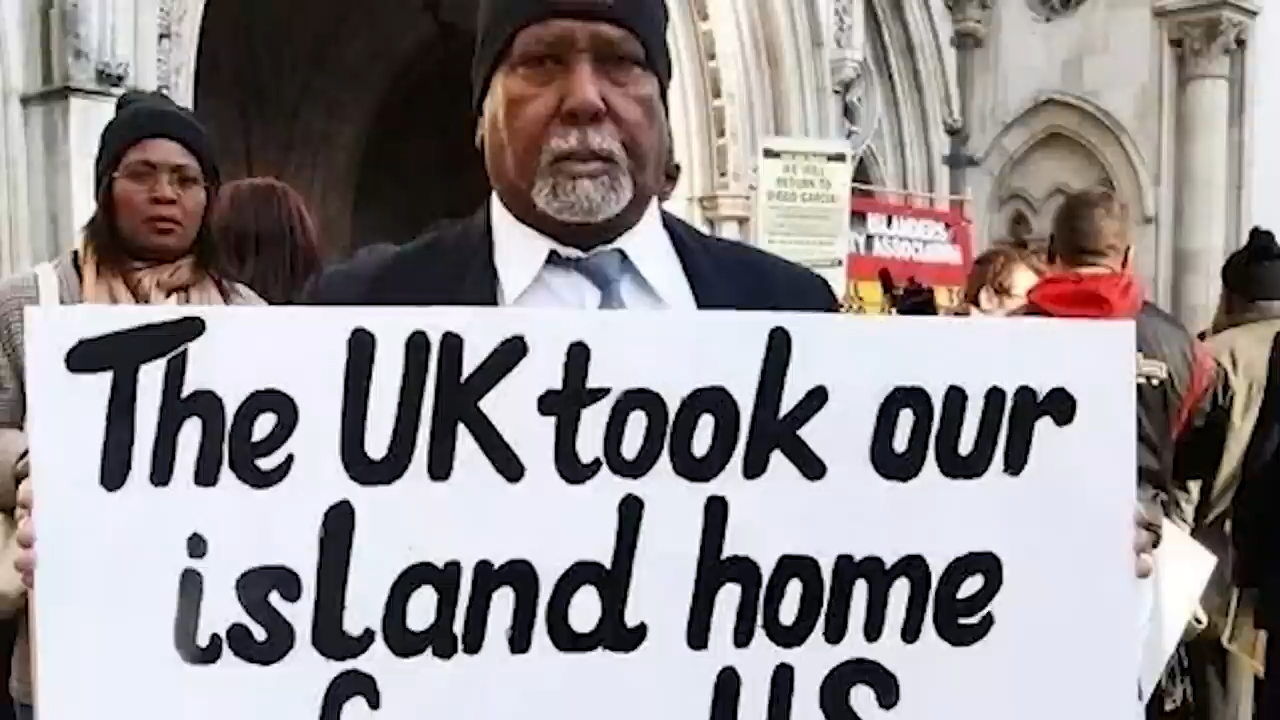 The UK took our
island home
WE WILL
RETURN TO
DIEGO GARCIA
ISLANDERS
ASSOCIATION